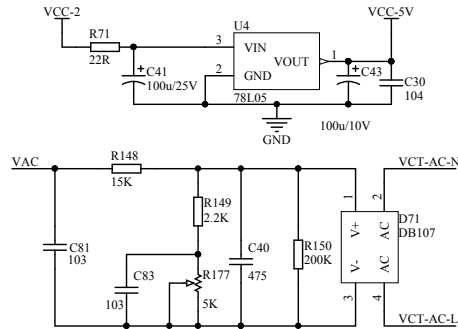 VCC-2
VCC-5V
U4
R71
22R
3
VIN
VOUT
1
2
GND
78L05
C41
100u/25V
C43
100u/10V
C30
104
GND
VAC
R148
15K
R149
2.2K
C81
103
C83
103
R177
5K
C40
475
R150
200K
1
2
V+
AC
V-
AC
D71
DB107
3
4
VCT-AC-N
VCT-AC-L